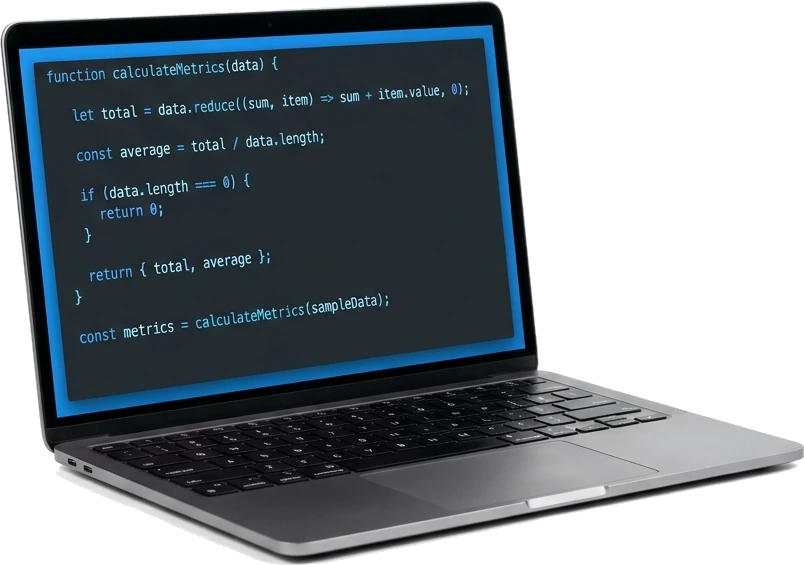 function calculateMetrics(data) {
let total = data.reduce((sum, item) => sum + item.value, 0);
const average = total / data.length;
if (data.length === 0) {
return 0;
}
return { total, average };
}
const metrics = calculateMetrics(sampleData);